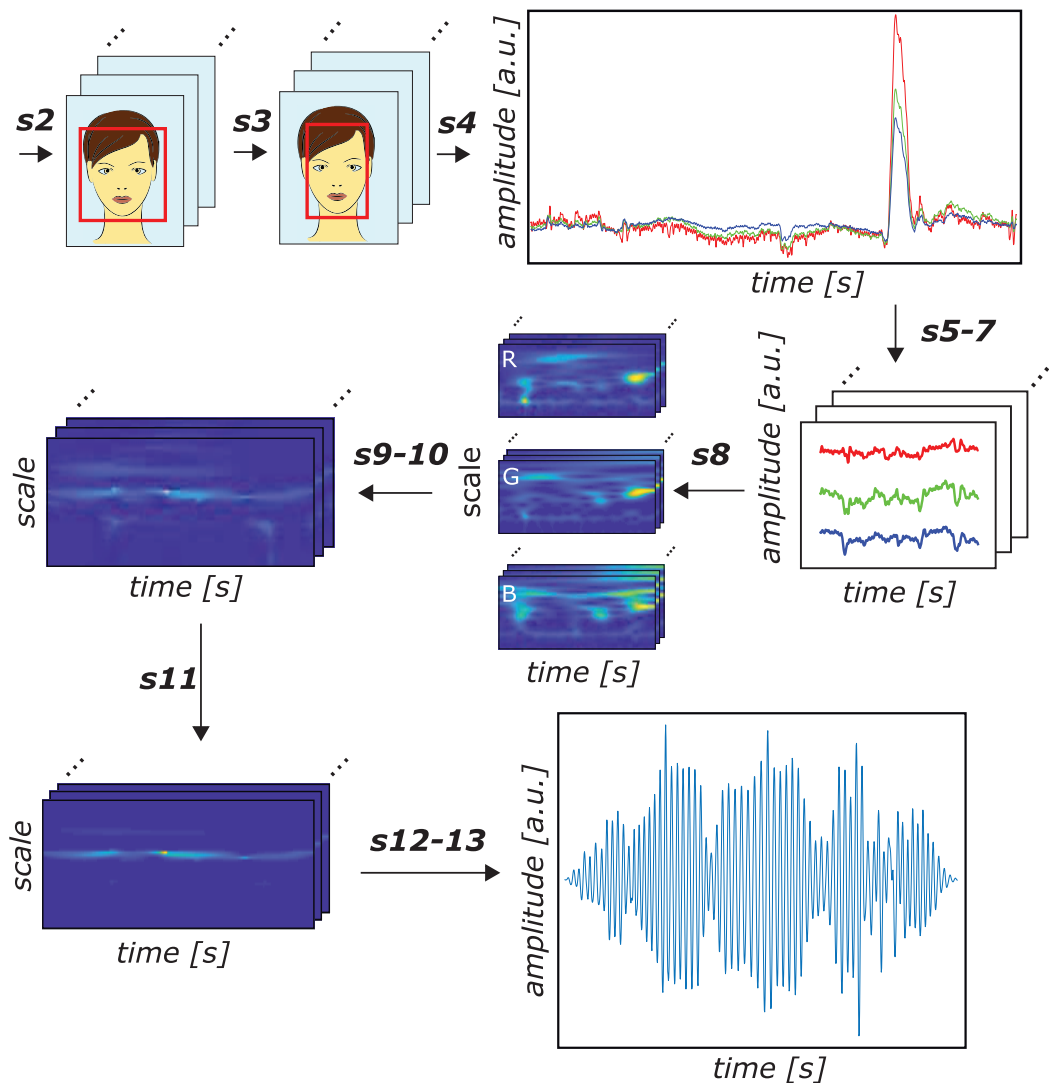 s2
s3
s4
amplitude [a.u.]
time [s]
s5-7
amplitude [a.u.]
time [s]
s8
R
G
B
scale
time [s]
s9-10
scale
time [s]
s11
scale
time [s]
s12-13
amplitude [a.u.]
time [s]